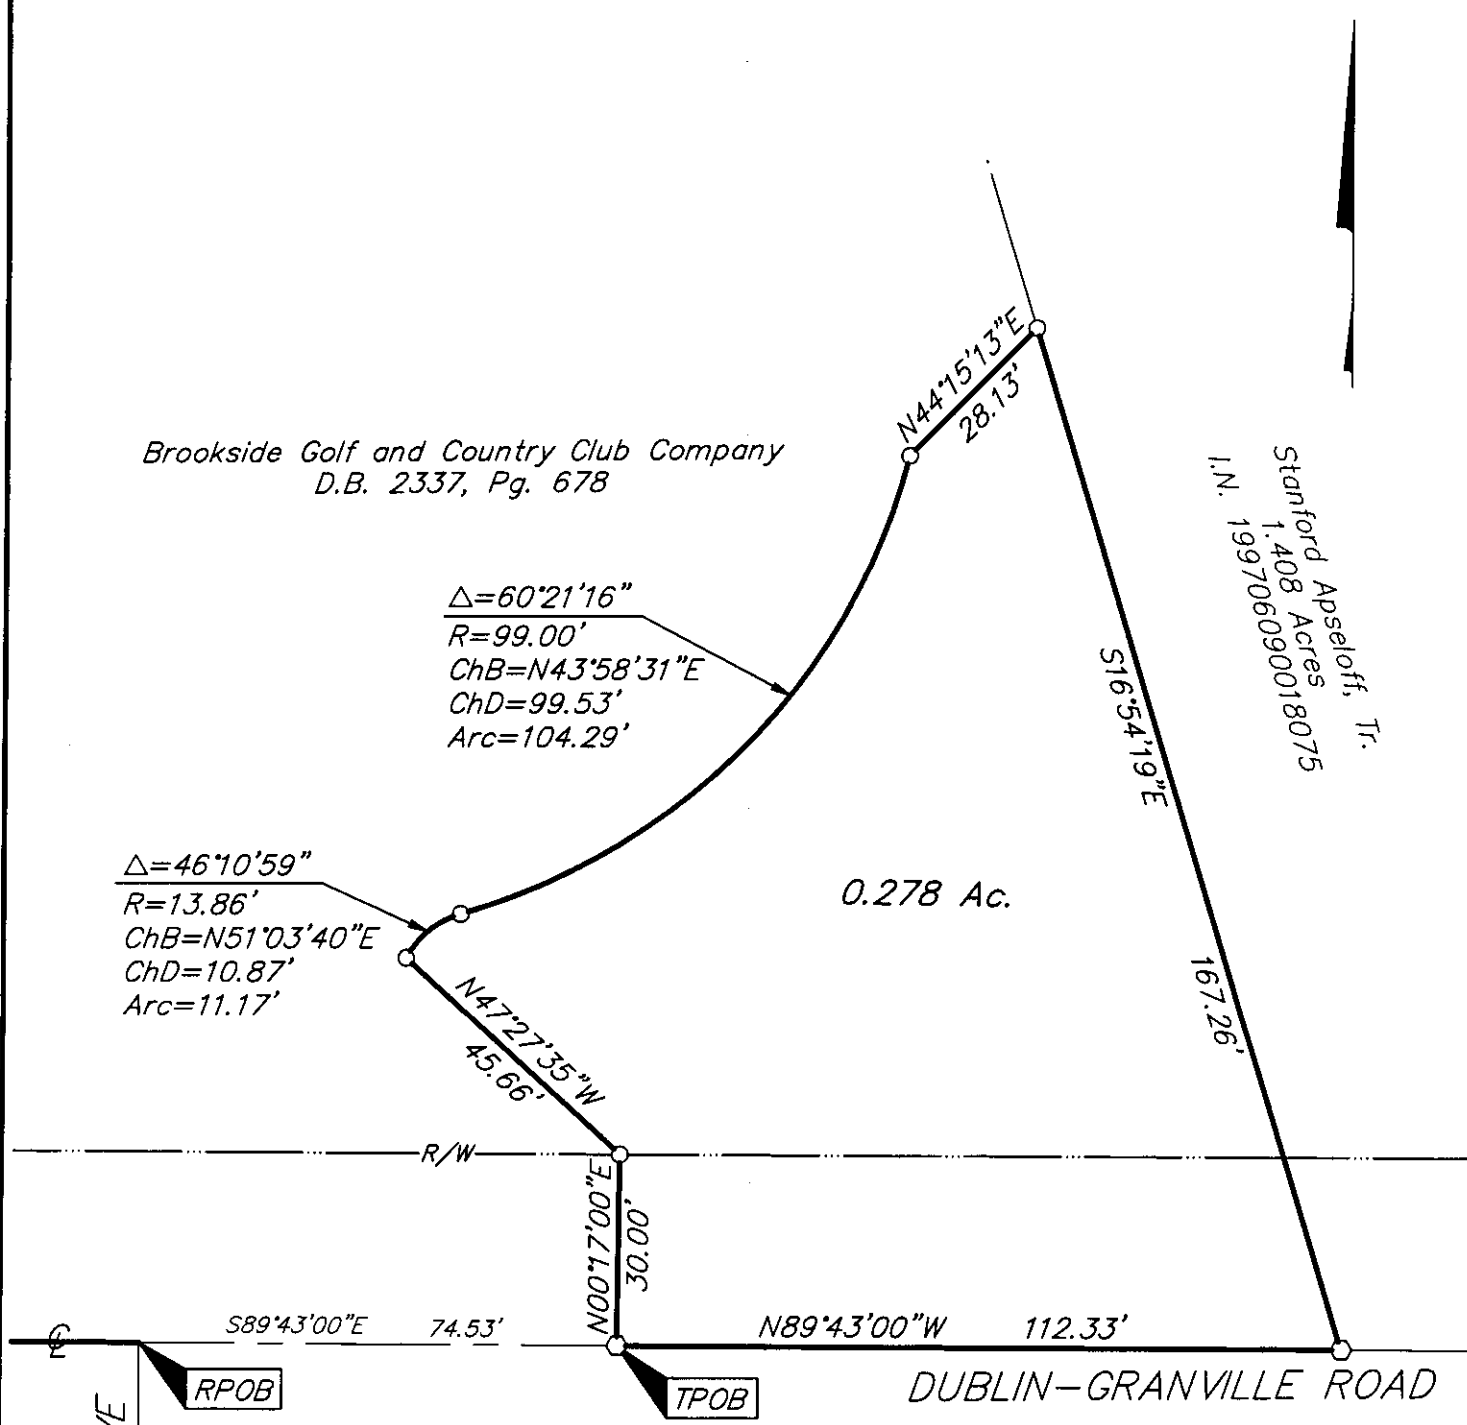 N44°15'13"E
28.13'
Brookside Golf and Country Club Company
D.B. 2337, Pg. 678
Stanford Apseloff, Tr.
1.408 Acres
I.N. 199706090018075
△=60°21'16"
R=99.00'
ChB=N43°58'31"E
ChD=99.53'
Arc=104.29'
S16°54'19"E
167.26'
△=46°10'59"
R=13.86'
ChB=N51°03'40"E
ChD=10.87'
Arc=11.17'
0.278 Ac.
N47°27'35"W
45.66'
R/W
N00°17'00"E
30.00'
S89°43'00"E 74.53'
N89°43'00"W 112.33'
℄
RPOB
TPOB
DUBLIN-GRANVILLE ROAD